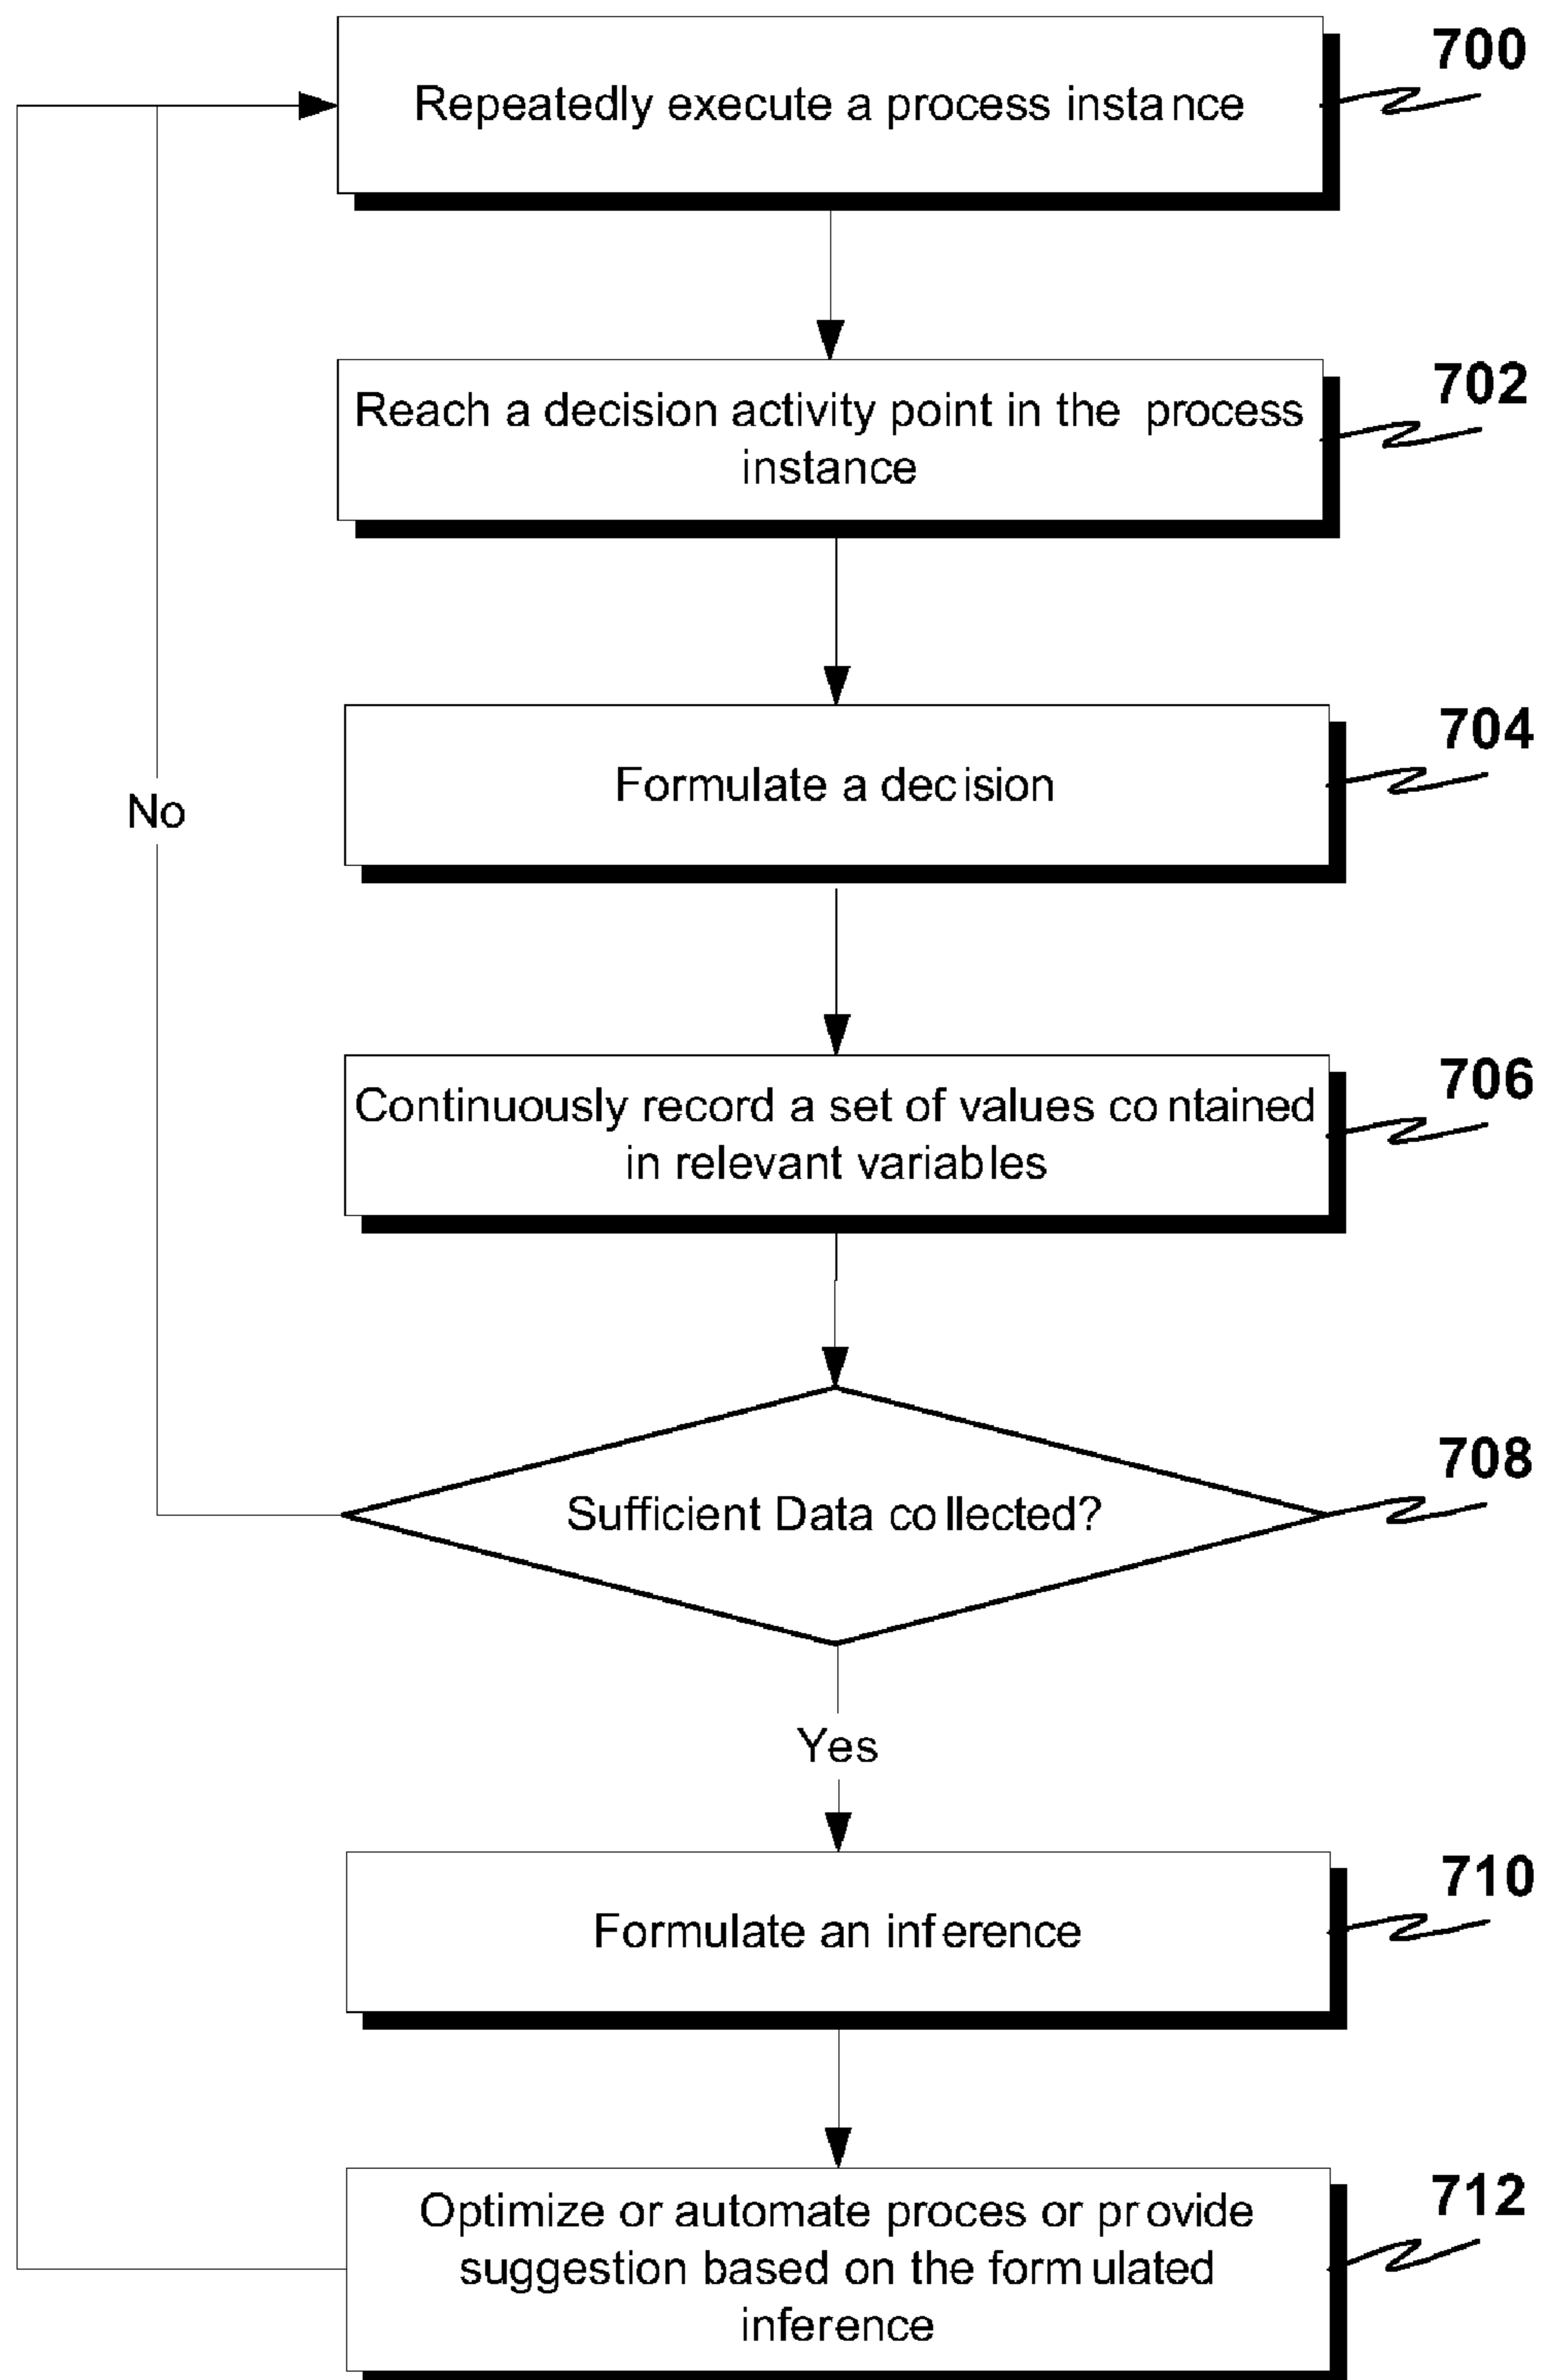 700
Repeatedly execute a process instance
702
Reach a decision activity point in the process
instance
704
Formulate a decision
No
706
Continuously record a set of values contained
in relevant variables
708
Sufficient Data collected?
Yes
710
Formulate an inference
712
Optimize or automate proces or provide
suggestion based on the formulated
inference